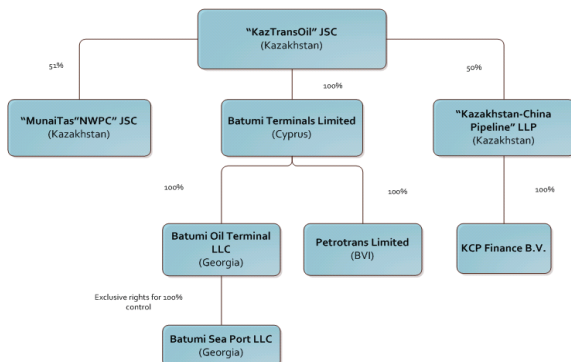 “KazTransOil” JSC
(Kazakhstan)
51%
100%
50%
“MunaiTas”NWPC” JSC
(Kazakhstan)
Batumi Terminals Limited
(Cyprus)
“Kazakhstan-China
Pipeline” LLP
(Kazakhstan)
100%
100%
100%
Batumi Oil Terminal
LLC
(Georgia)
Petrotrans Limited
(BVI)
KCP Finance B.V.
Exclusive rights for 100%
control
Batumi Sea Port LLC
(Georgia)